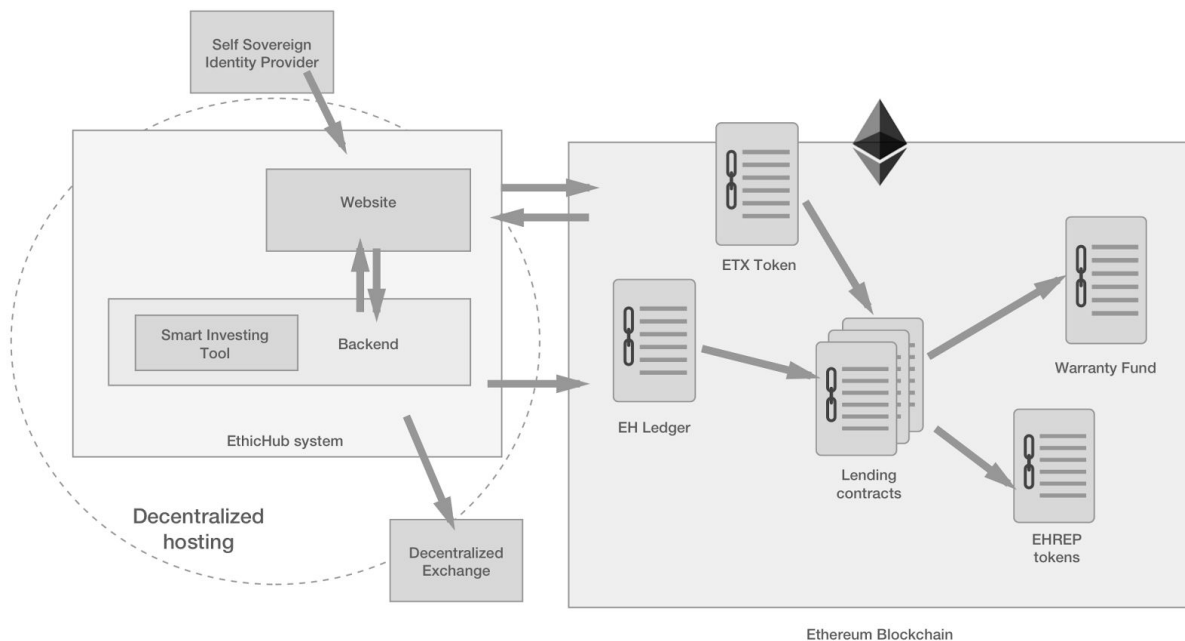 Self Sovereign
Identity Provider
Website
Smart Investing
Tool
Backend
EthicHub system
Decentralized
hosting
Decentralized
Exchange
ETX Token
EH Ledger
Lending
contracts
Warranty Fund
EHREP
tokens
Ethereum Blockchain